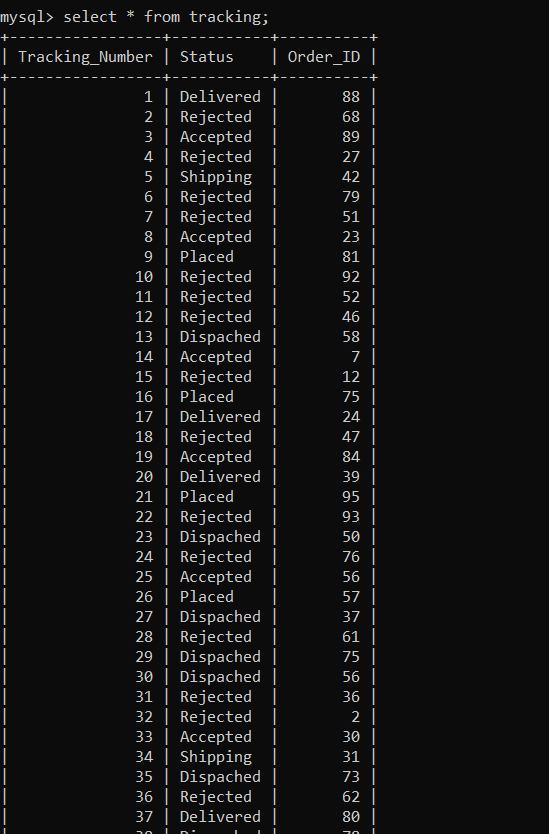 mysql> select * from tracking;
+-----------------+-----------+----------+
| Tracking_Number | Status    | Order_ID |
+-----------------+-----------+----------+
|               1 | Delivered |       88 |
|               2 | Rejected  |       68 |
|               3 | Accepted  |       89 |
|               4 | Rejected  |       27 |
|               5 | Shipping  |       42 |
|               6 | Rejected  |       79 |
|               7 | Rejected  |       51 |
|               8 | Accepted  |       23 |
|               9 | Placed    |       81 |
|              10 | Rejected  |       92 |
|              11 | Rejected  |       52 |
|              12 | Rejected  |       46 |
|              13 | Dispached |       58 |
|              14 | Accepted  |        7 |
|              15 | Rejected  |       12 |
|              16 | Placed    |       75 |
|              17 | Delivered |       24 |
|              18 | Rejected  |       47 |
|              19 | Accepted  |       84 |
|              20 | Delivered |       39 |
|              21 | Placed    |       95 |
|              22 | Rejected  |       93 |
|              23 | Dispached |       50 |
|              24 | Rejected  |       76 |
|              25 | Accepted  |       56 |
|              26 | Placed    |       57 |
|              27 | Dispached |       37 |
|              28 | Rejected  |       61 |
|              29 | Dispached |       75 |
|              30 | Dispached |       56 |
|              31 | Rejected  |       36 |
|              32 | Rejected  |        2 |
|              33 | Accepted  |       30 |
|              34 | Shipping  |       31 |
|              35 | Dispached |       73 |
|              36 | Rejected  |       62 |
|              37 | Delivered |       80 |